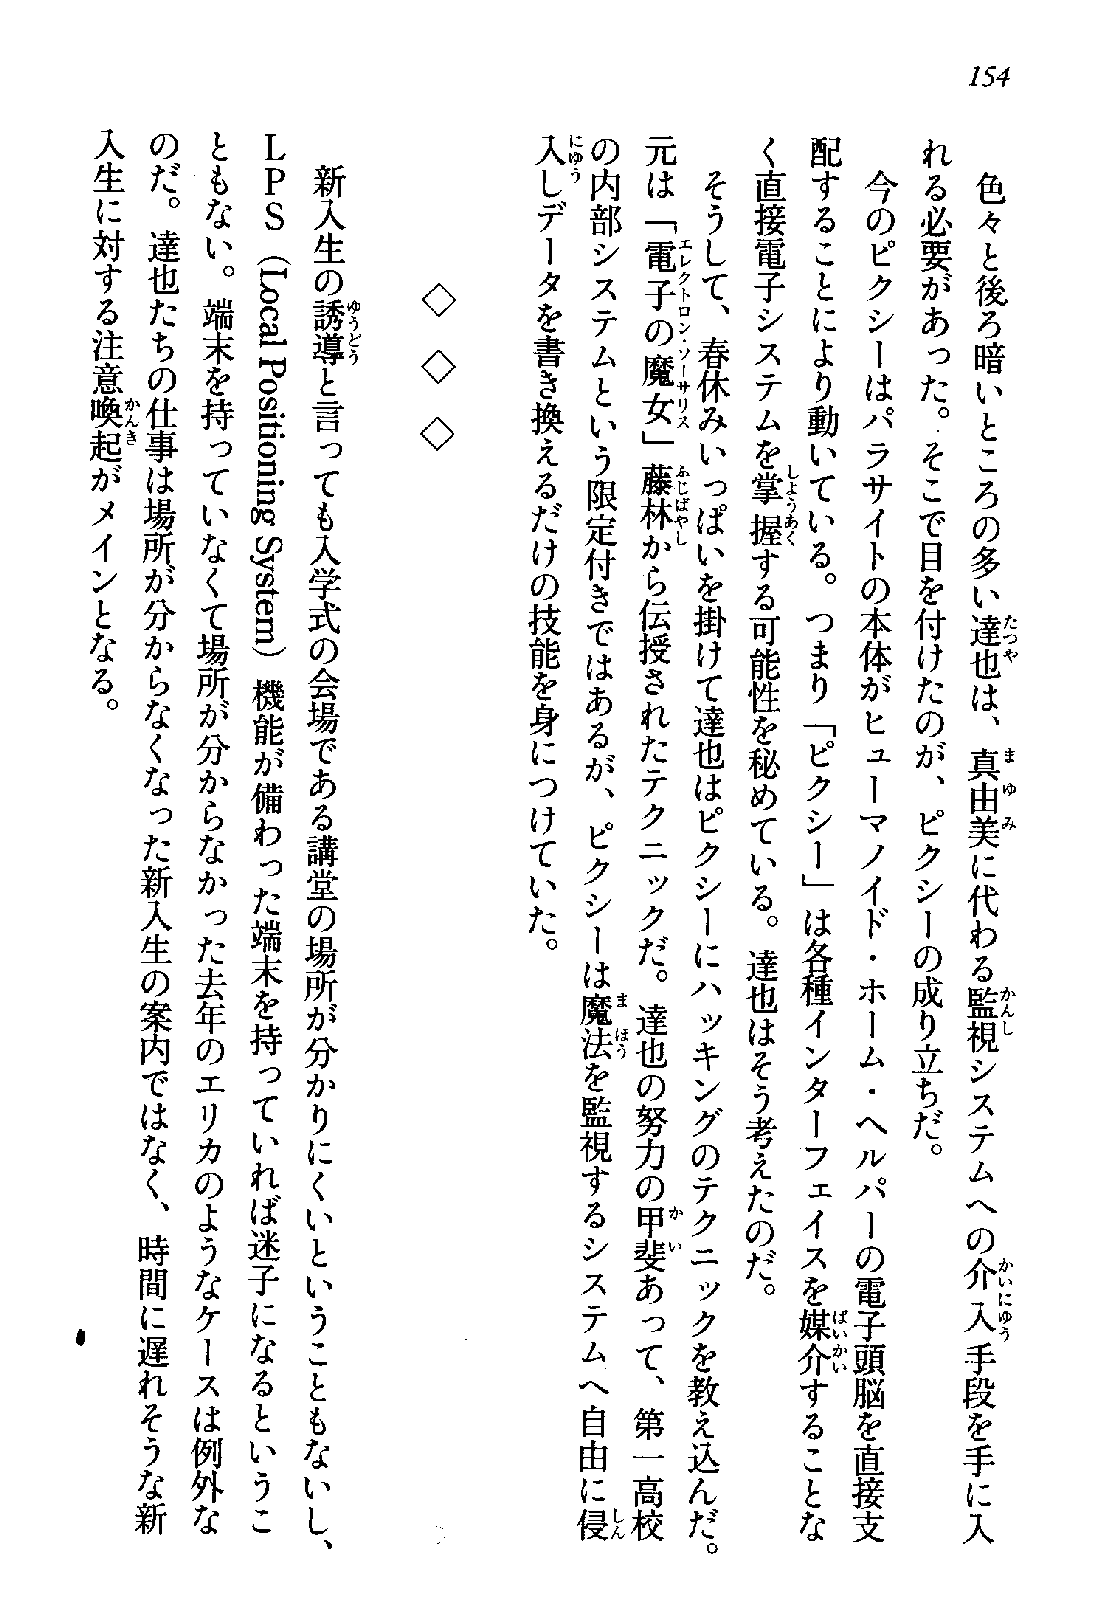 154
色々と後ろ暗いところの多い達也は、真由美に代わる監視システムへの介入手段を手に入
れる必要があった。そこで目を付けたのが、ピクシーの成り立ちだ。
今のピクシーはパラサイトの本体がヒューマノイド・ホーム・ヘルパーの電子頭脳を直接支
配することにより動いている。つまり「ピクシー」は各種インターフェイスを媒介することな
く直接電子システムを掌握する可能性を秘めている。達也はそう考えたのだ。
そうして、春休みいっぱいを掛けて達也はピクシーにハッキングのテクニックを教え込んだ。
元は「電子の魔女」藤林から伝授されたテクニックだ。達也の努力の甲斐あって、第一高校
の内部システムという限定付きではあるが、ピクシーは魔法を監視するシステムへ自由に侵
入しデータを書き換えるだけの技能を身につけていた。
◇ ◇ ◇
新入生の誘導と言っても入学式の会場である講堂の場所が分かりにくいということもないし、
LPS（Local Positioning System）機能が備わった端末を持っていれば迷子になるというこ
ともない。端末を持っていなくて場所が分からなかった去年のエリカのようなケースは例外な
のだ。達也たちの仕事は場所が分からなくなった新入生の案内ではなく、時間に遅れそうな新
入生に対する注意喚起がメインとなる。